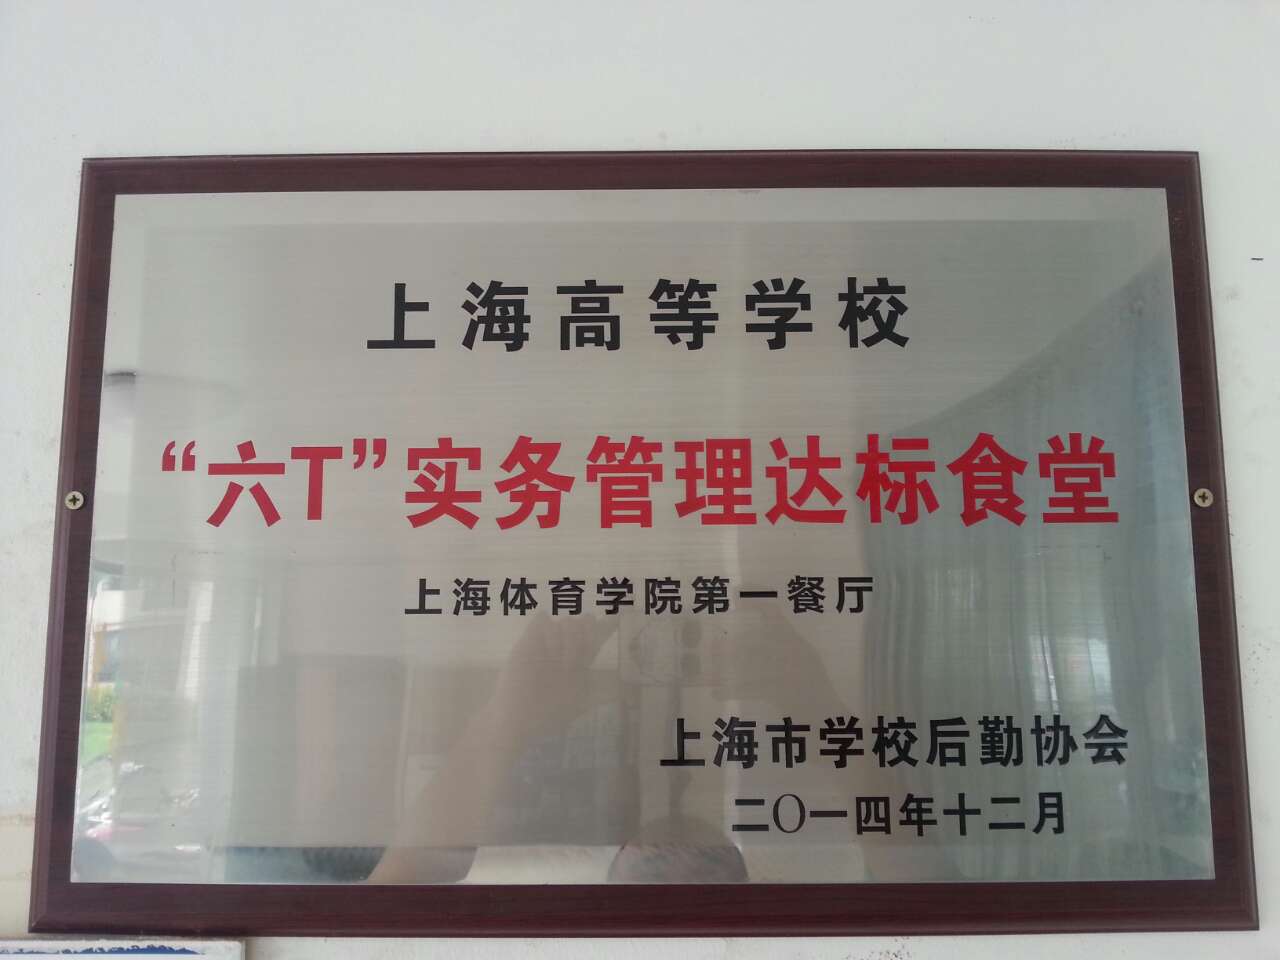 上海高等学校
“六T”实务管理达标食堂
上海体育学院第一餐厅
上海市学校后勤协会
二〇一四年十二月